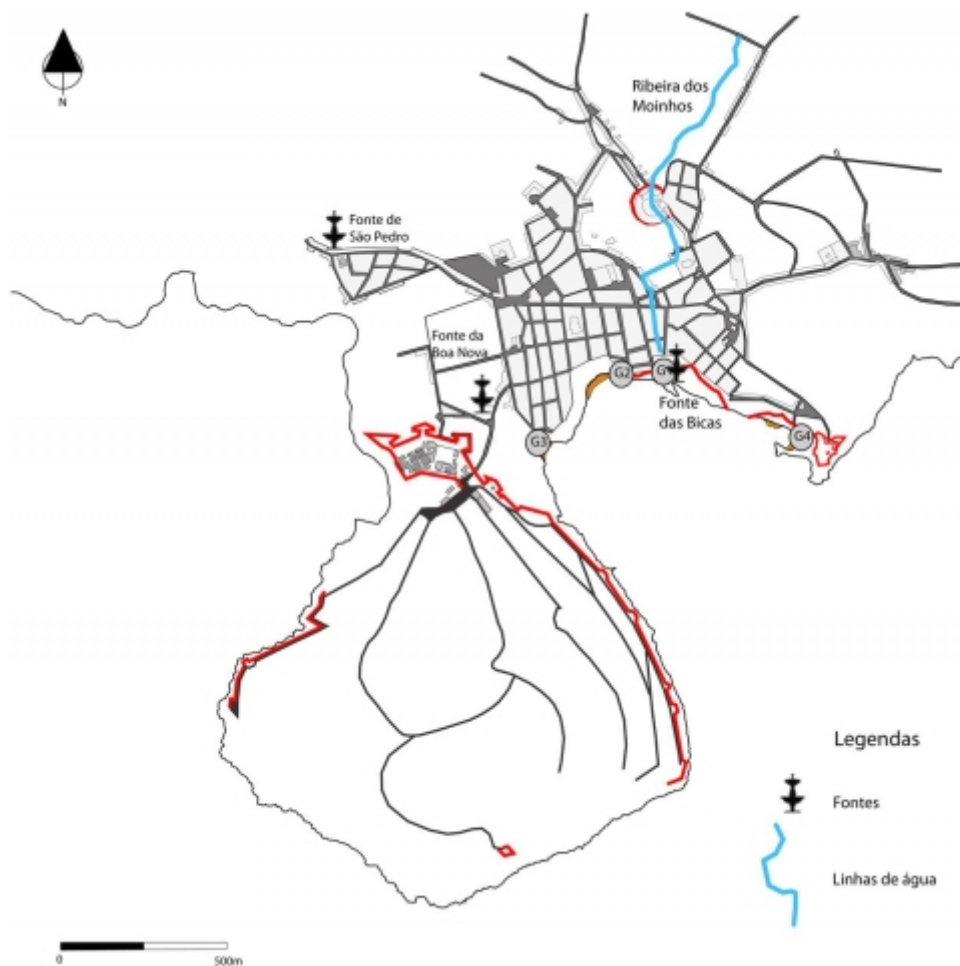 N
Ribeira dos
Moinhos
Fonte de
São Pedro
Fonte da
Boa Nova
G2
G
Fonte
das Bicas
G3
G4
Legendas
Fontes
Linhas de água
0
500m